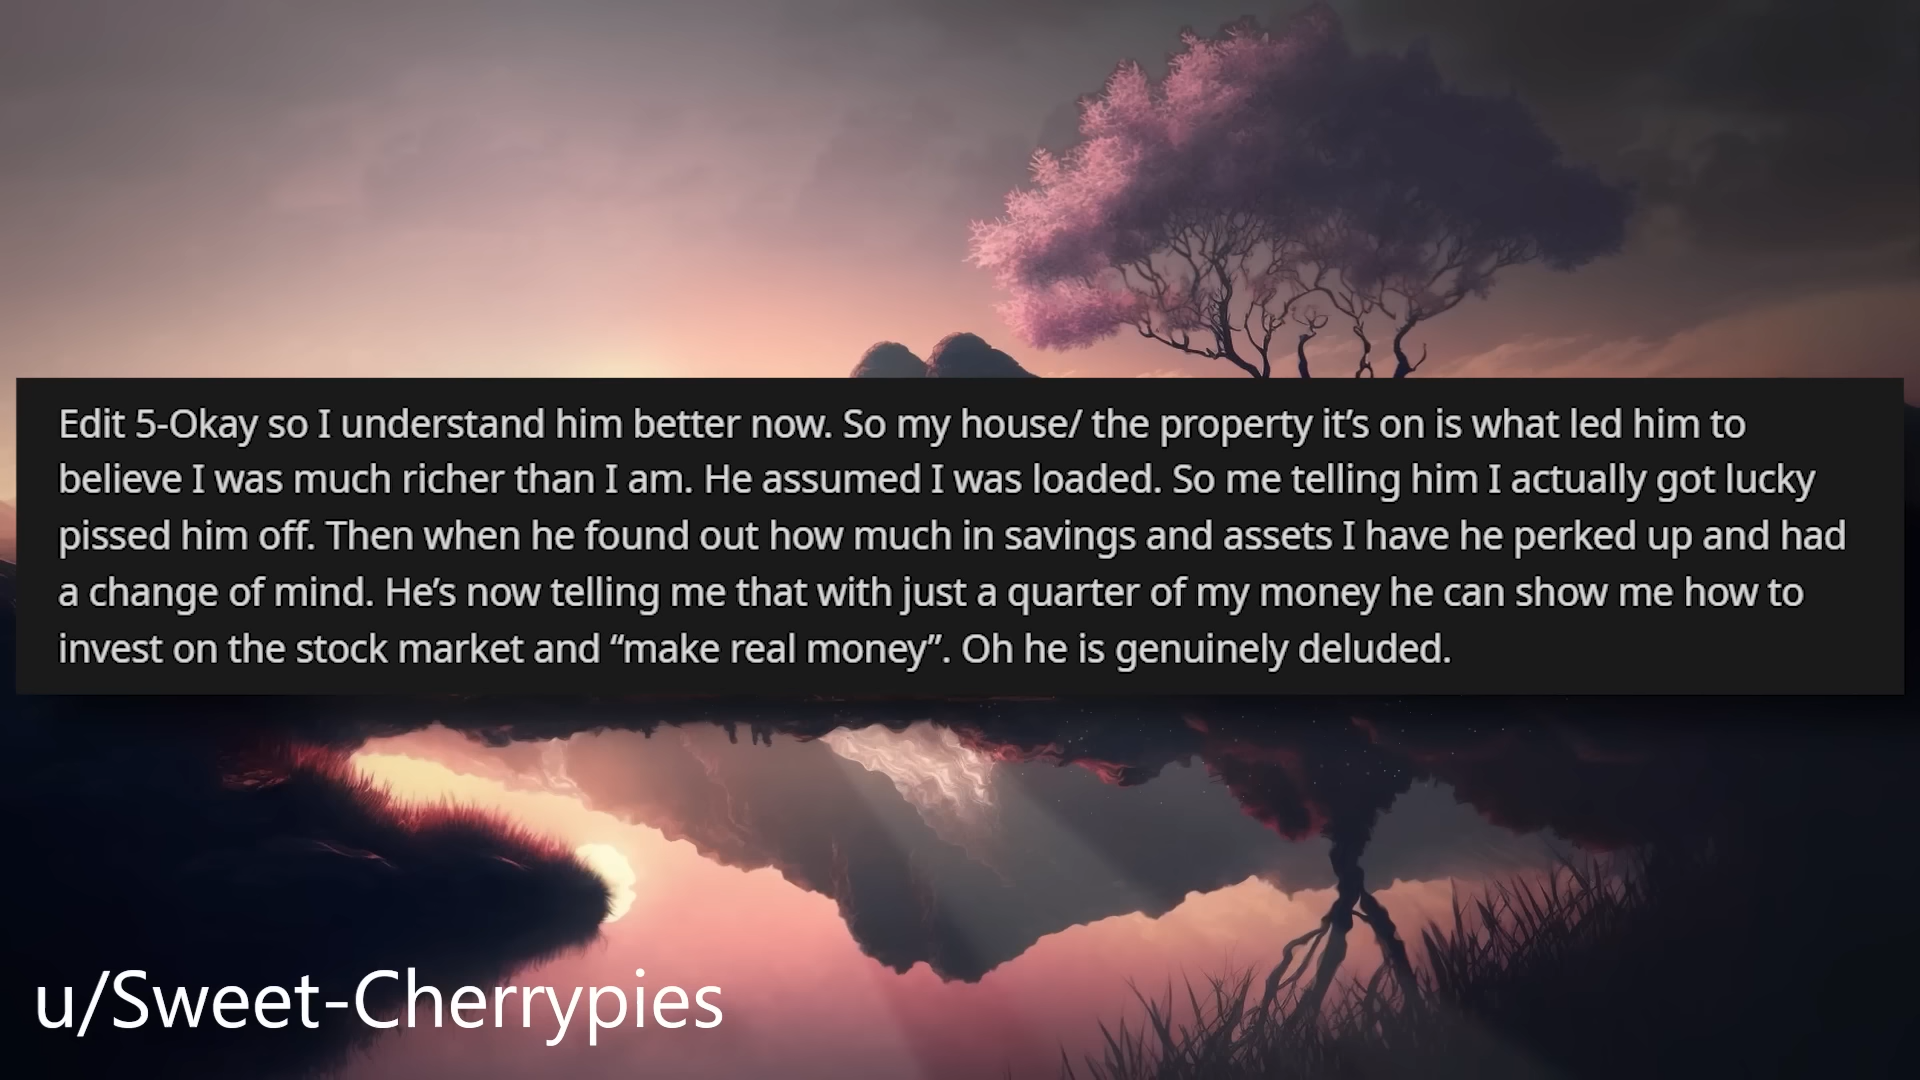 Edit 5-Okay so I understand him better now. So my house/ the property it’s on is what led him to
believe I was much richer than I am. He assumed I was loaded. So me telling him I actually got lucky
pissed him off. Then when he found out how much in savings and assets I have he perked up and had
a change of mind. He’s now telling me that with just a quarter of my money he can show me how to
invest on the stock market and “make real money”. Oh he is genuinely deluded.
u/Sweet-Cherrypies